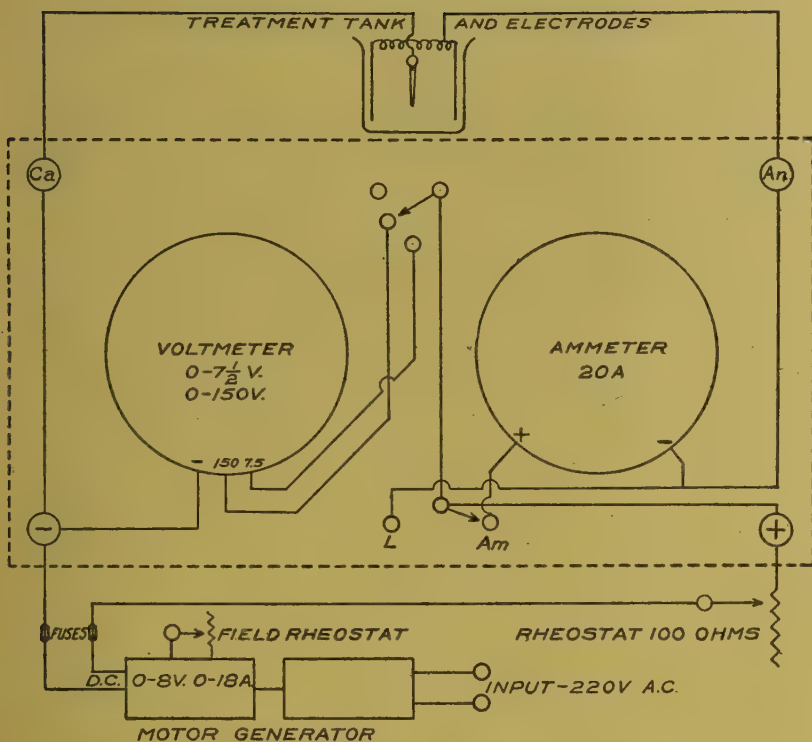 TREATMENT TANK AND ELECTRODES
Ca
An
VOLTMETER
0-7½ V.
0-150V.
- 150 7.5
AMMETER
20A
+ -
- L Am +
FUSES
FIELD RHEOSTAT
RHEOSTAT 100 OHMS
D.C. 0-8V. 0-18A
INPUT-220V A.C.
MOTOR GENERATOR